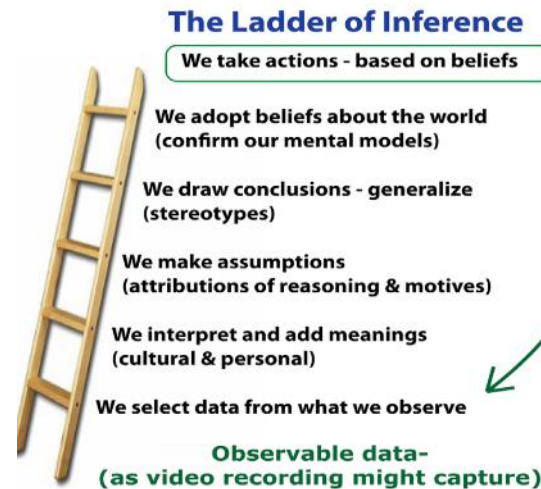 The Ladder of Inference
We take actions - based on beliefs
We adopt beliefs about the world
(confirm our mental models)
We draw conclusions - generalize
(stereotypes)
We make assumptions
(attributions of reasoning & motives)
We interpret and add meanings
(cultural & personal)
We select data from what we observe
Observable data-
(as video recording might capture)